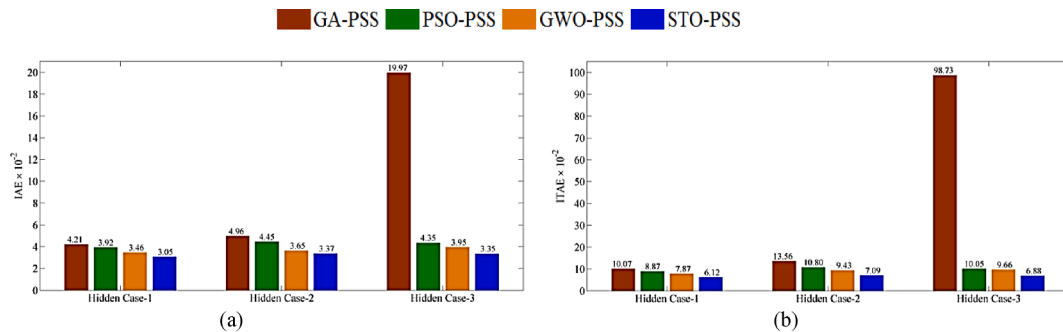 GA-PSS PSO-PSS GWO-PSS STO-PSS
IAE × 10⁻²
20
18
16
14
12
10
8
6
4
2
0
4.21 3.92 3.46 3.05
4.96 4.45 3.65 3.37
19.97 4.35 3.95 3.35
Hidden Case-1 Hidden Case-2 Hidden Case-3
(a)
ITAE × 10⁻²
100
90
80
70
60
50
40
30
20
10
0
10.07 8.87 7.87 6.12
13.56 10.80 9.43 7.09
98.73 10.05 9.66 6.88
Hidden Case-1 Hidden Case-2 Hidden Case-3
(b)